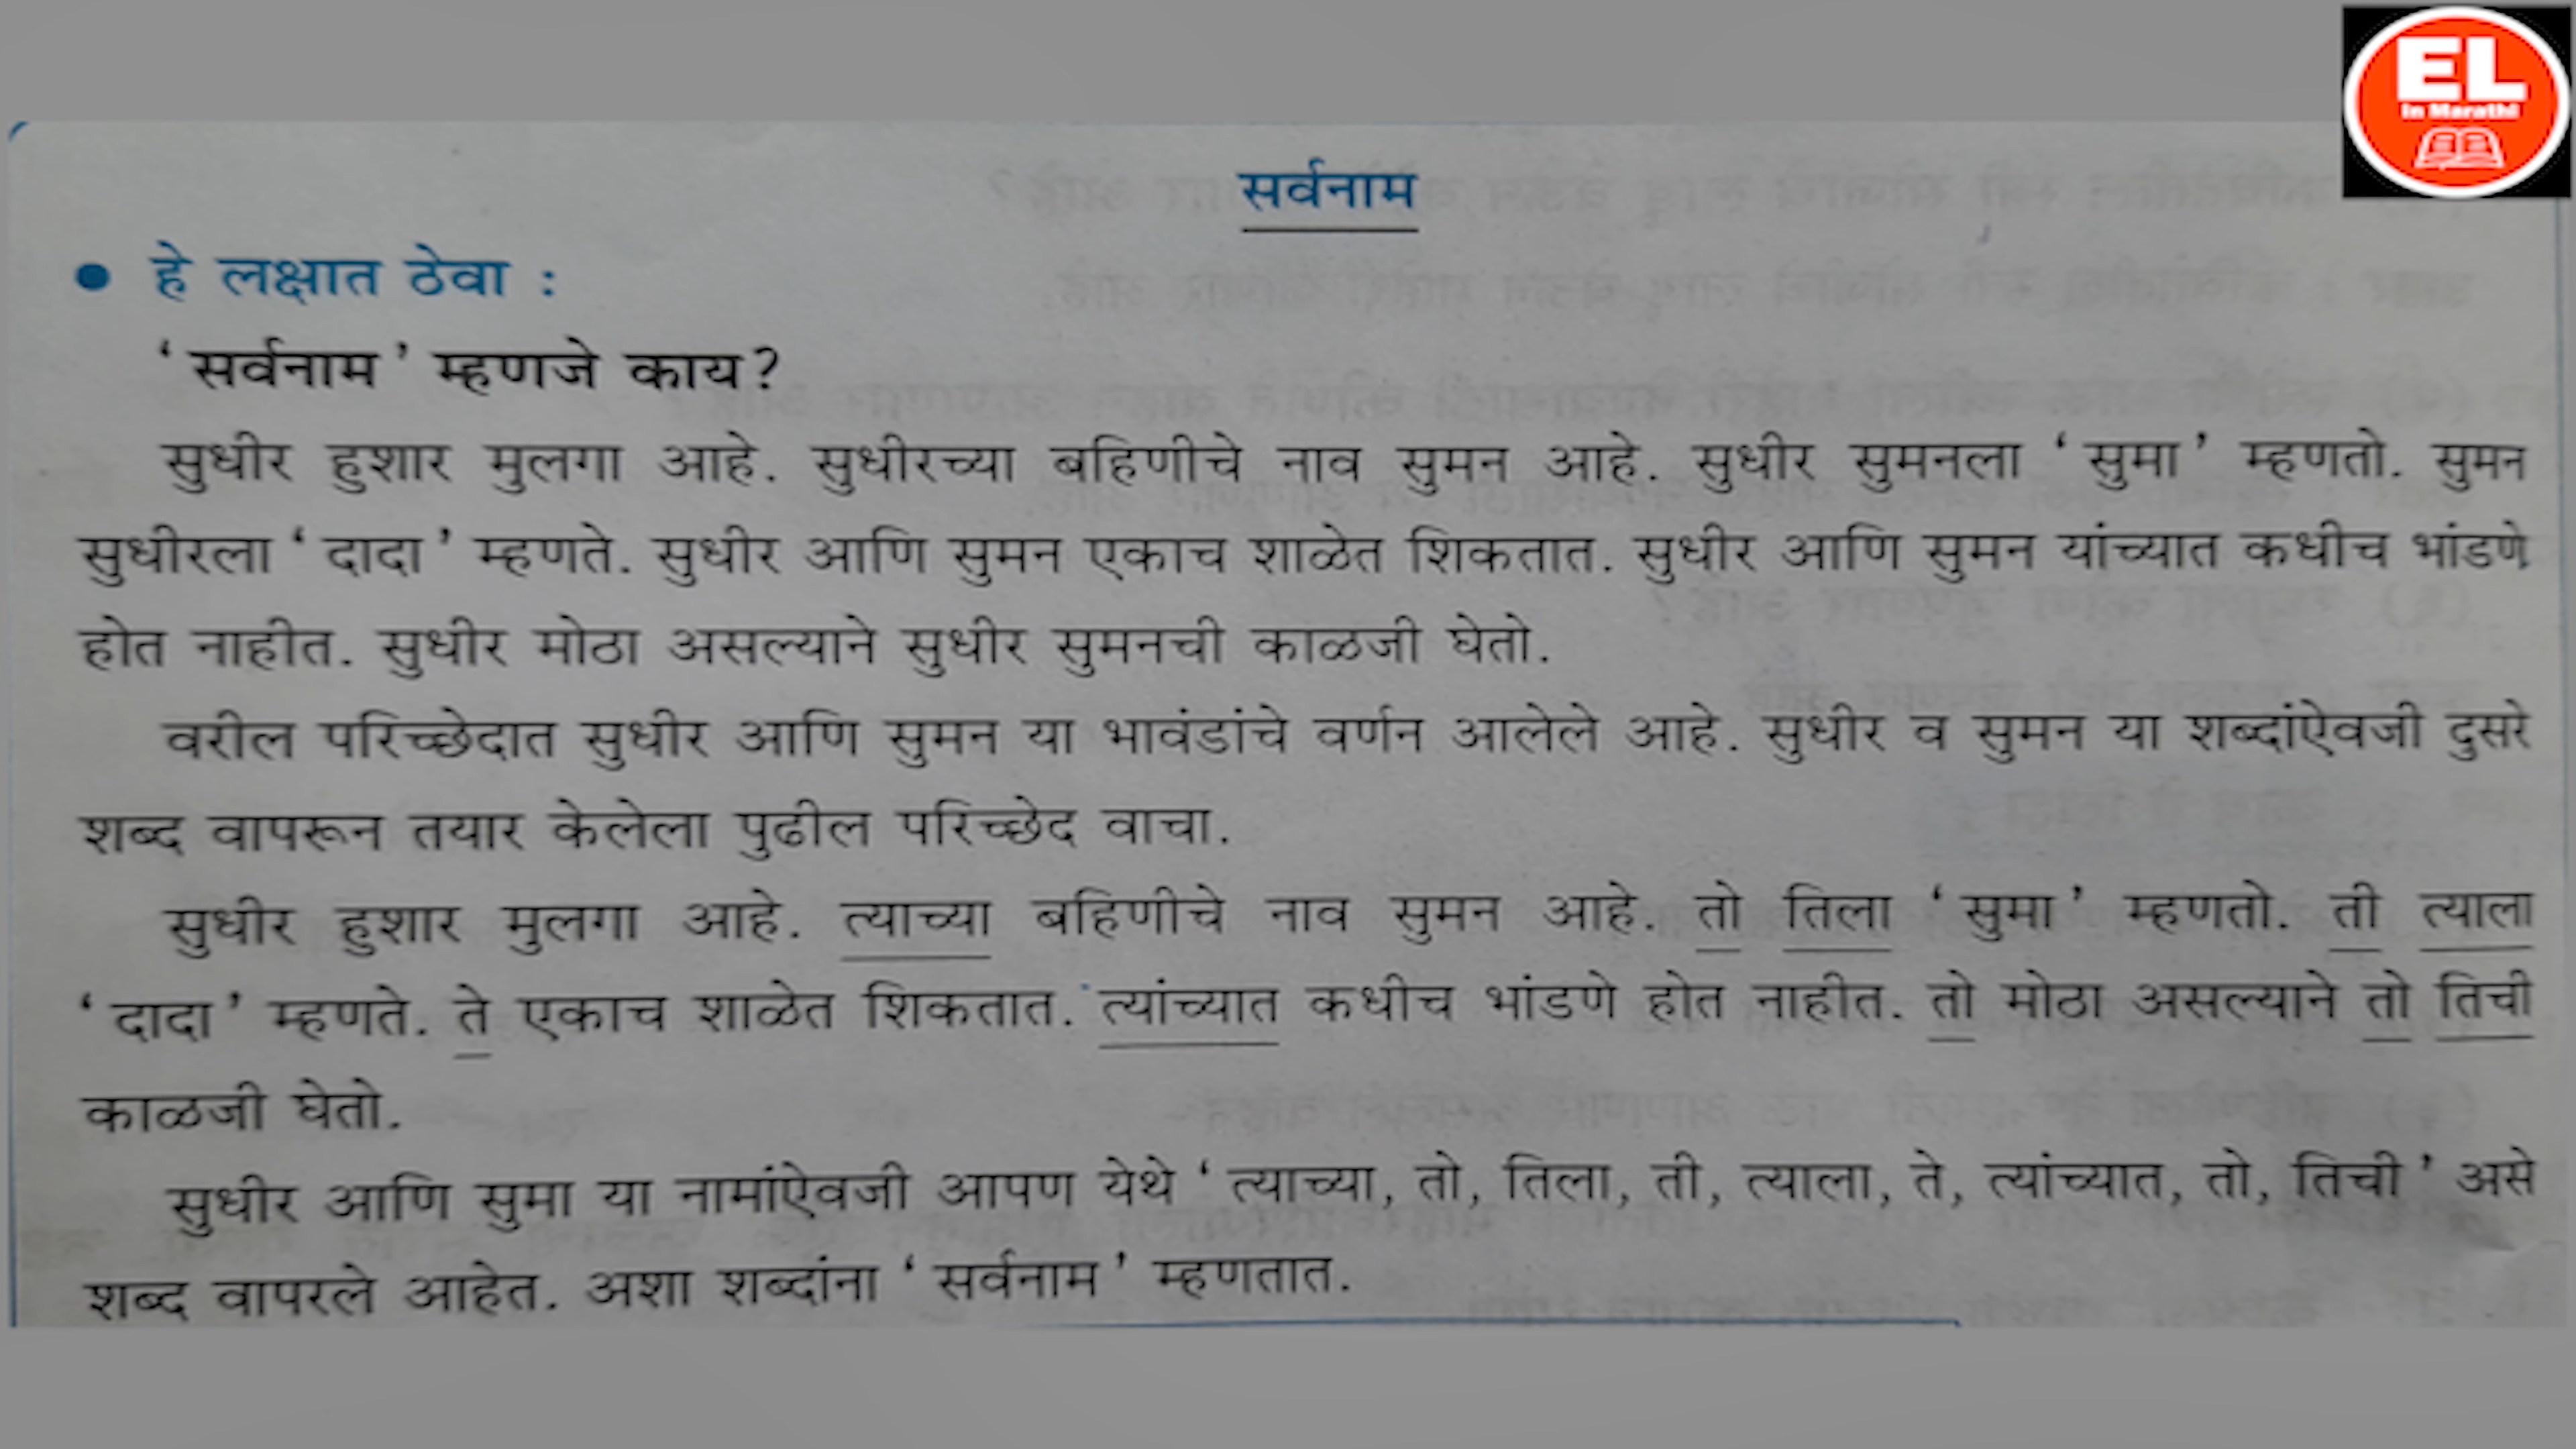 EL
In Marathi
सर्वनाम
● हे लक्षात ठेवा :
‘सर्वनाम’ म्हणजे काय?
सुधीर हुशार मुलगा आहे. सुधीरच्या बहिणीचे नाव सुमन आहे. सुधीर सुमनला ‘सुमा’ म्हणतो. सुमन
सुधीरला ‘दादा’ म्हणते. सुधीर आणि सुमन एकाच शाळेत शिकतात. सुधीर आणि सुमन यांच्यात कधीच भांडणे
होत नाहीत. सुधीर मोठा असल्याने सुधीर सुमनची काळजी घेतो.
वरील परिच्छेदात सुधीर आणि सुमन या भावंडांचे वर्णन आलेले आहे. सुधीर व सुमन या शब्दांऐवजी दुसरे
शब्द वापरून तयार केलेला पुढील परिच्छेद वाचा.
सुधीर हुशार मुलगा आहे. त्याच्या बहिणीचे नाव सुमन आहे. तो तिला ‘सुमा’ म्हणतो. ती त्याला
‘दादा’ म्हणते. ते एकाच शाळेत शिकतात. त्यांच्यात कधीच भांडणे होत नाहीत. तो मोठा असल्याने तो तिची
काळजी घेतो.
सुधीर आणि सुमा या नामांऐवजी आपण येथे ‘त्याच्या, तो, तिला, ती, त्याला, ते, त्यांच्यात, तो, तिची’ असे
शब्द वापरले आहेत. अशा शब्दांना ‘सर्वनाम’ म्हणतात.